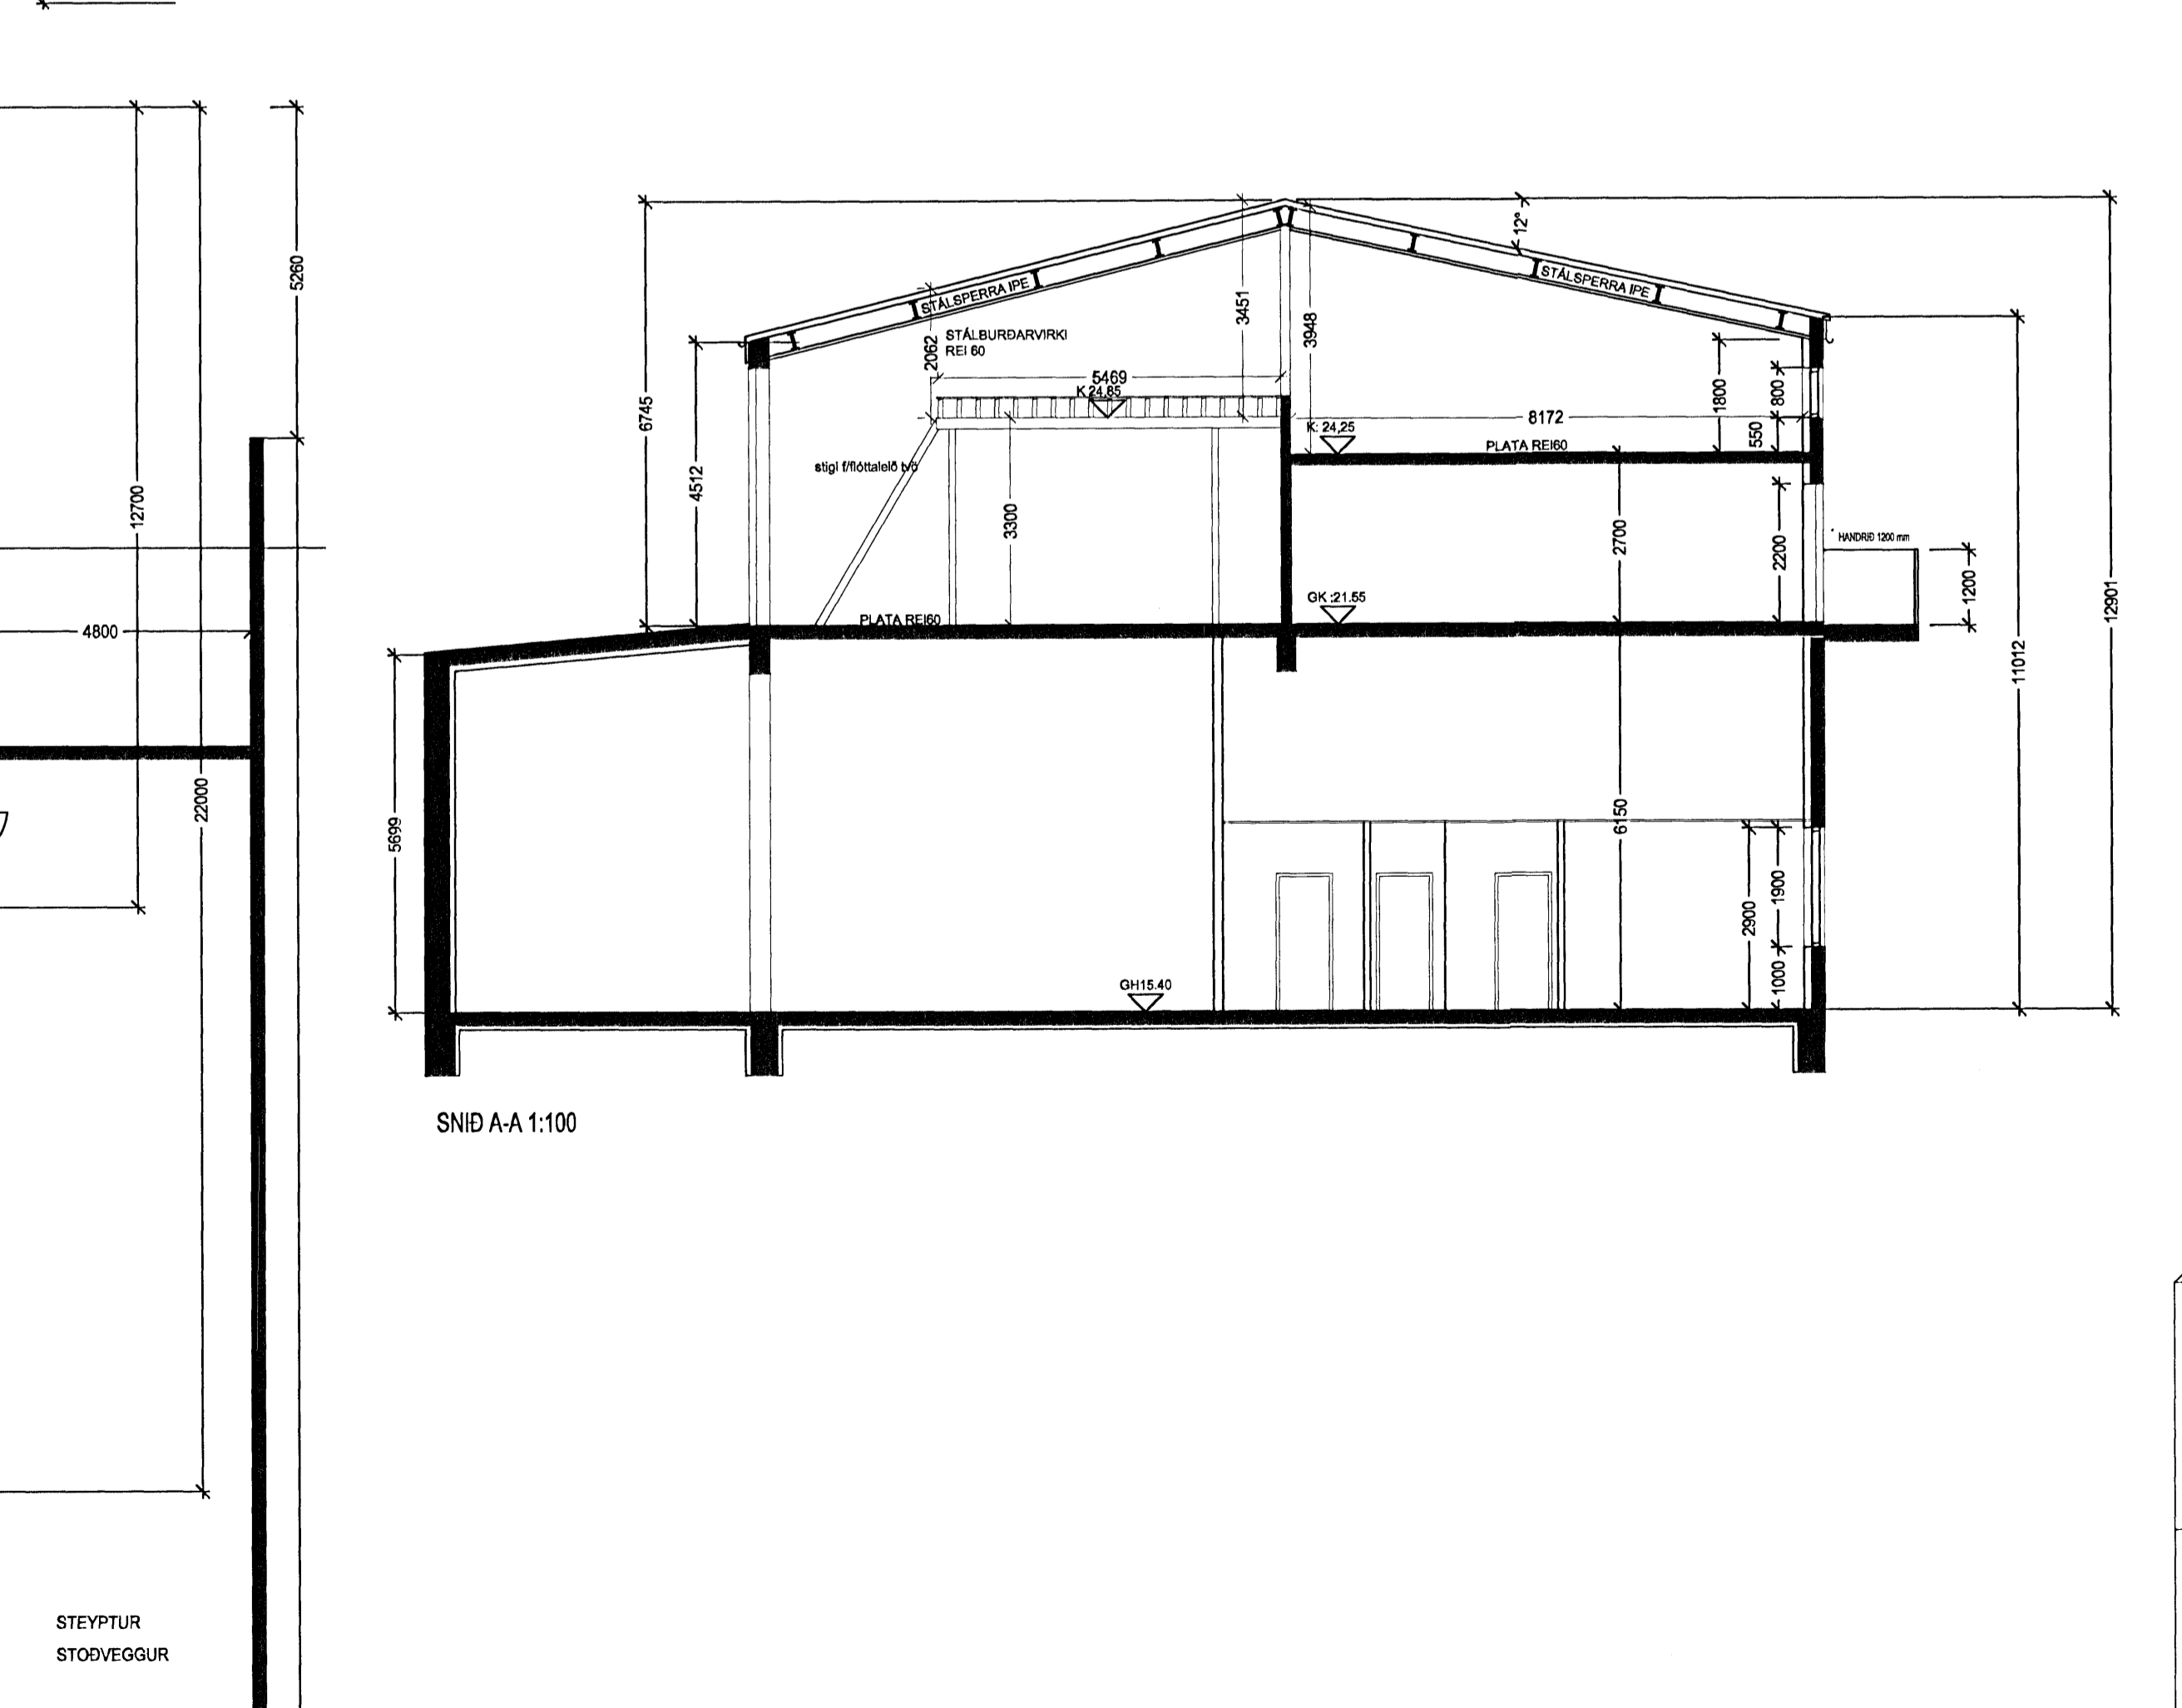 5260
12700
4800
22000
STEYPTUR
STOÐVEGGUR
12°
STÁLSPERRA IPE
STÁLSPERRA IPE
3451
3948
STÁLBURÐARVIRKI
REI 60
2062
5469
K 24,85
6745
4512
1800
800
8172
550
K: 24,25
PLATA REI60
stigi f/flóttaleið
3300
2700
2200
HANDRIÐ 1200 mm
1200
GK :21.55
PLATA REI60
12901
11012
5699
6150
2900
1900
1000
GH15.40
SNIÐ A-A 1:100